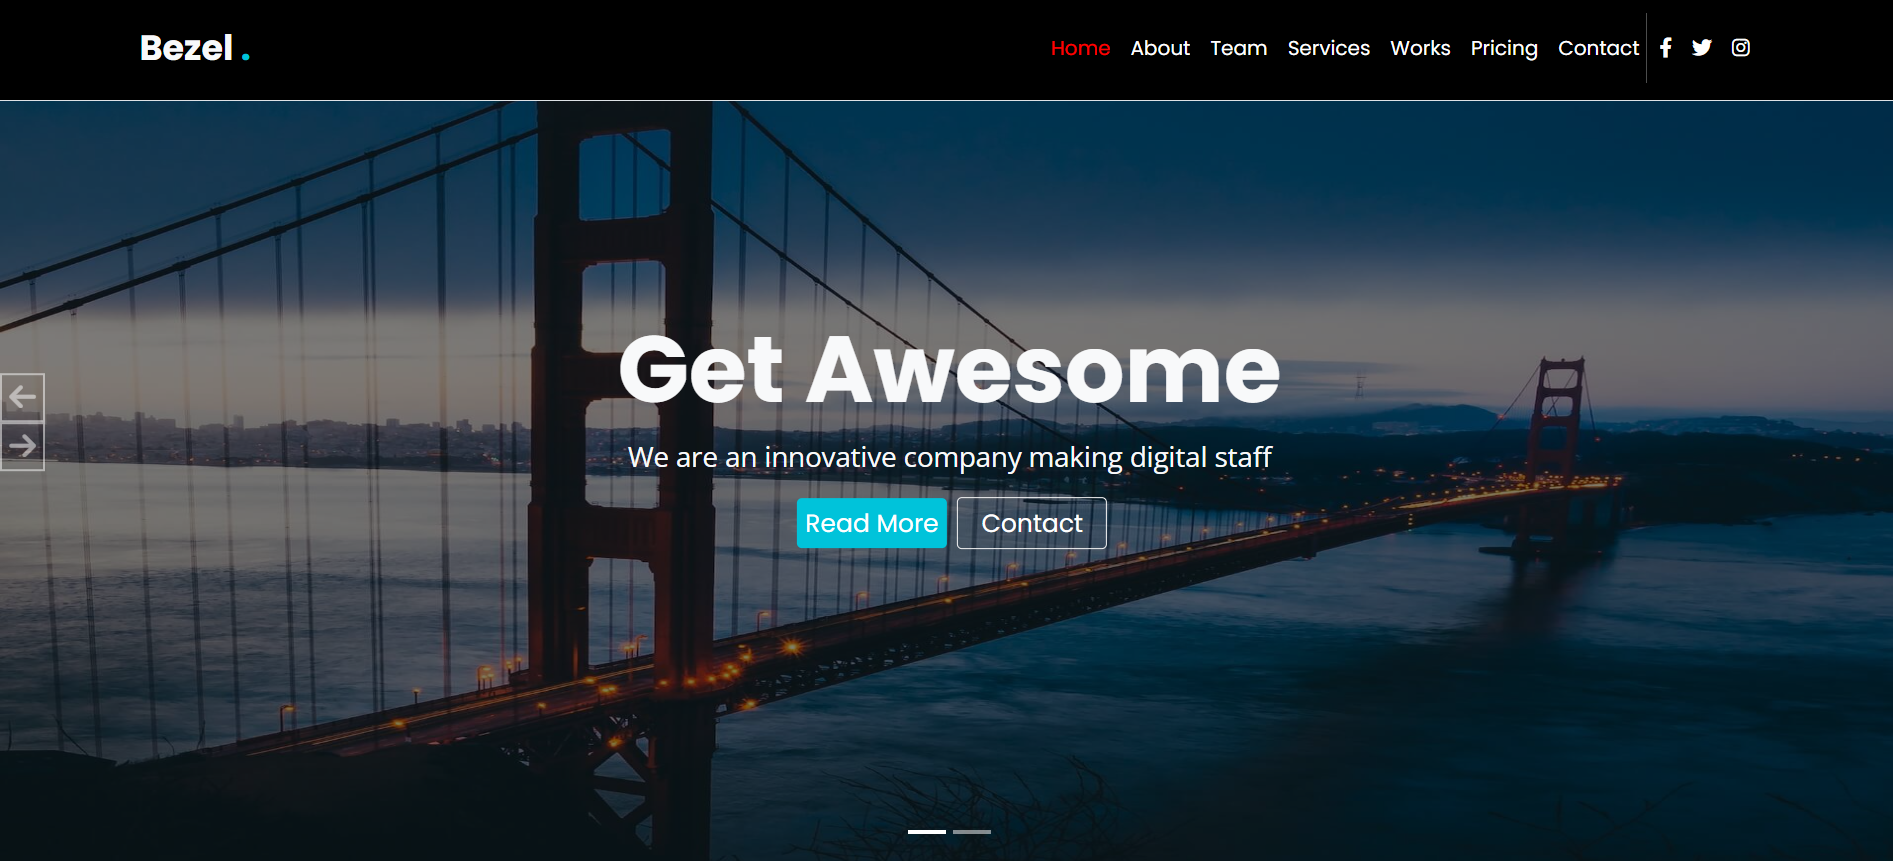 Bezel .
Home About Team Services Works Pricing Contact
Get Awesome
We are an innovative company making digital staff
Read More Contact